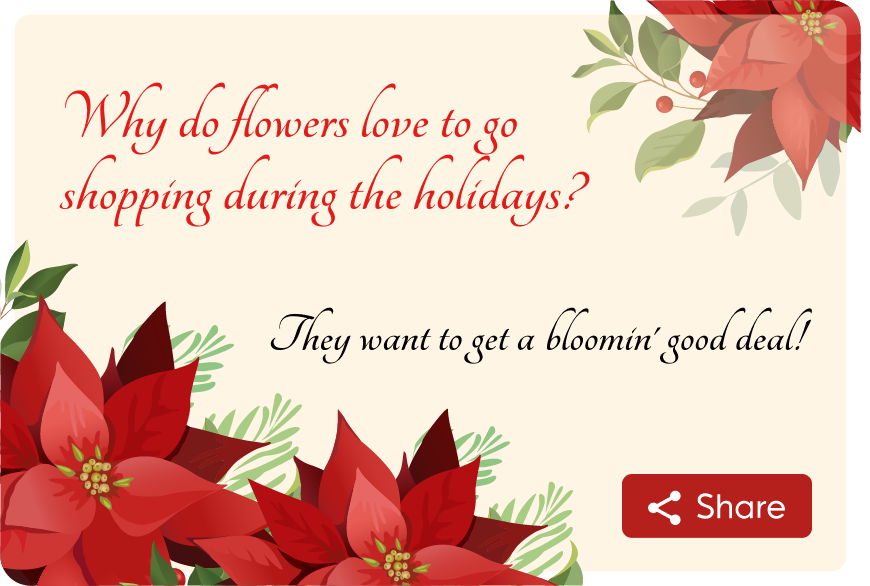 Why do flowers love to go
shopping during the holidays?
They want to get a bloomin' good deal!
Share